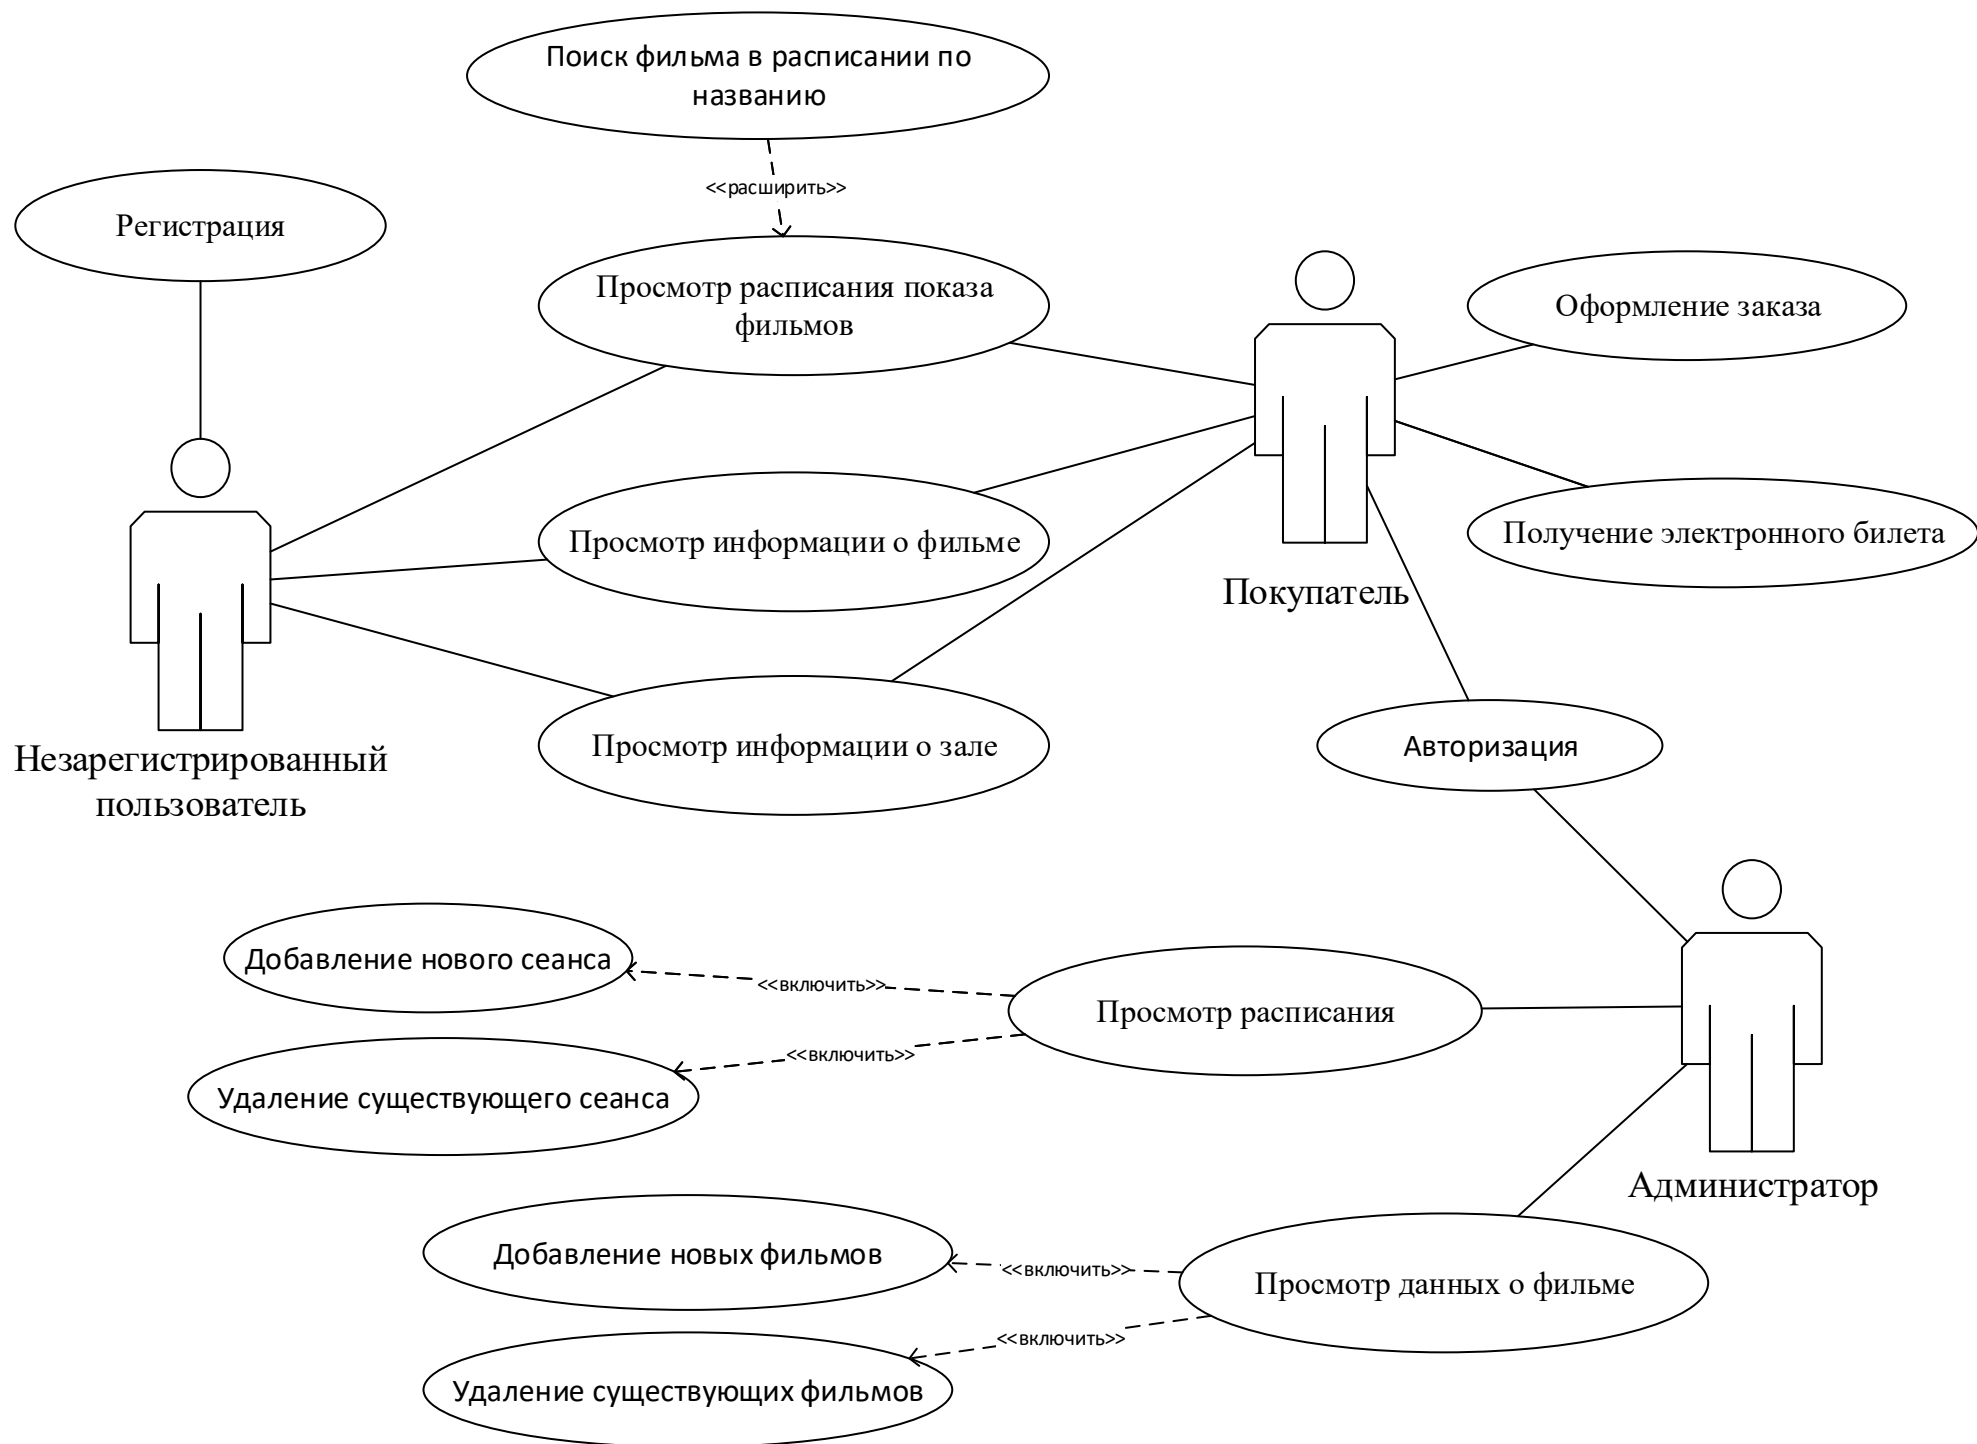 Поиск фильма в расписании по
названию
<<расширить>>
Регистрация
Просмотр расписания показа
фильмов
Оформление заказа
Просмотр информации о фильме
Получение электронного билета
Покупатель
Просмотр информации о зале
Авторизация
Незарегистрированный
пользователь
Добавление нового сеанса
<<включить>>
Просмотр расписания
<<включить>>
Удаление существующего сеанса
Администратор
Добавление новых фильмов
<<включить>>
Просмотр данных о фильме
<<включить>>
Удаление существующих фильмов